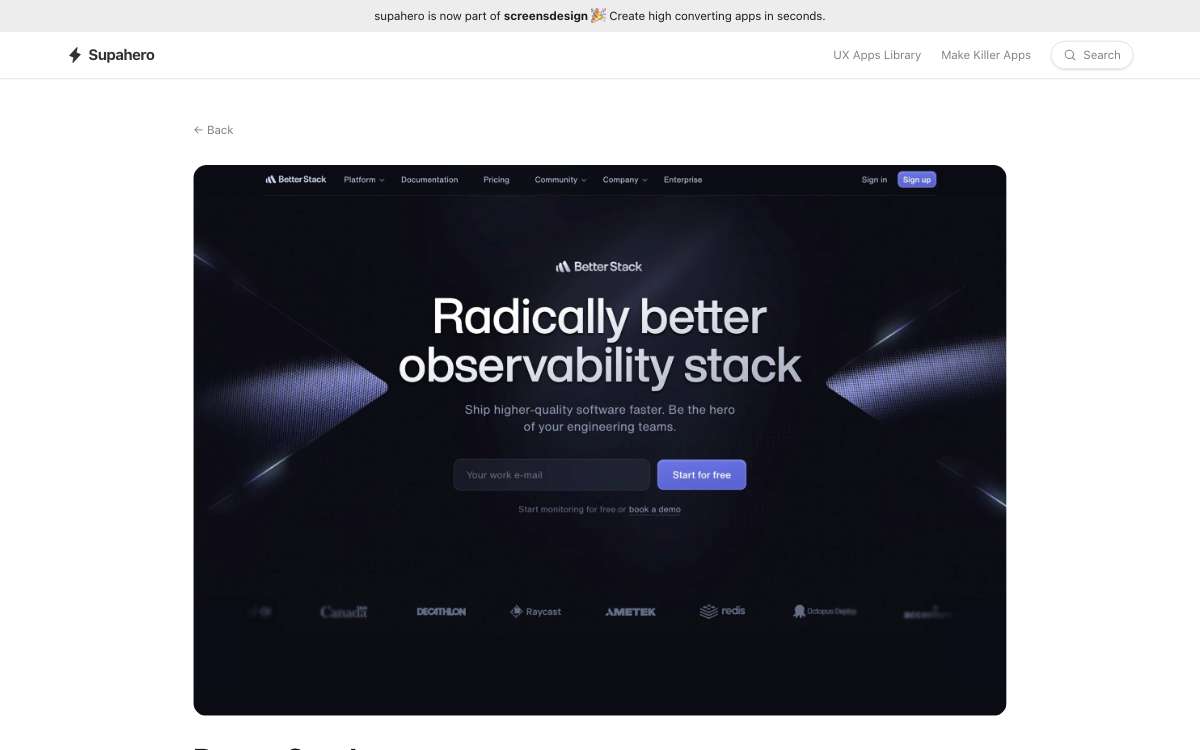 supahero is now part of screensdesign 🎉 Create high converting apps in seconds.
Supahero
UX Apps Library
Make Killer Apps
Search
← Back
Better Stack
Platform
Documentation
Pricing
Community
Company
Enterprise
Sign in
Sign up
Better Stack
Radically better
observability stack
Ship higher-quality software faster. Be the hero
of your engineering teams.
Your work e-mail
Start for free
Start monitoring for free or book a demo
Canada
DECATHLON
Raycast
AMETEK
redis
Octopus Deploy
accenture